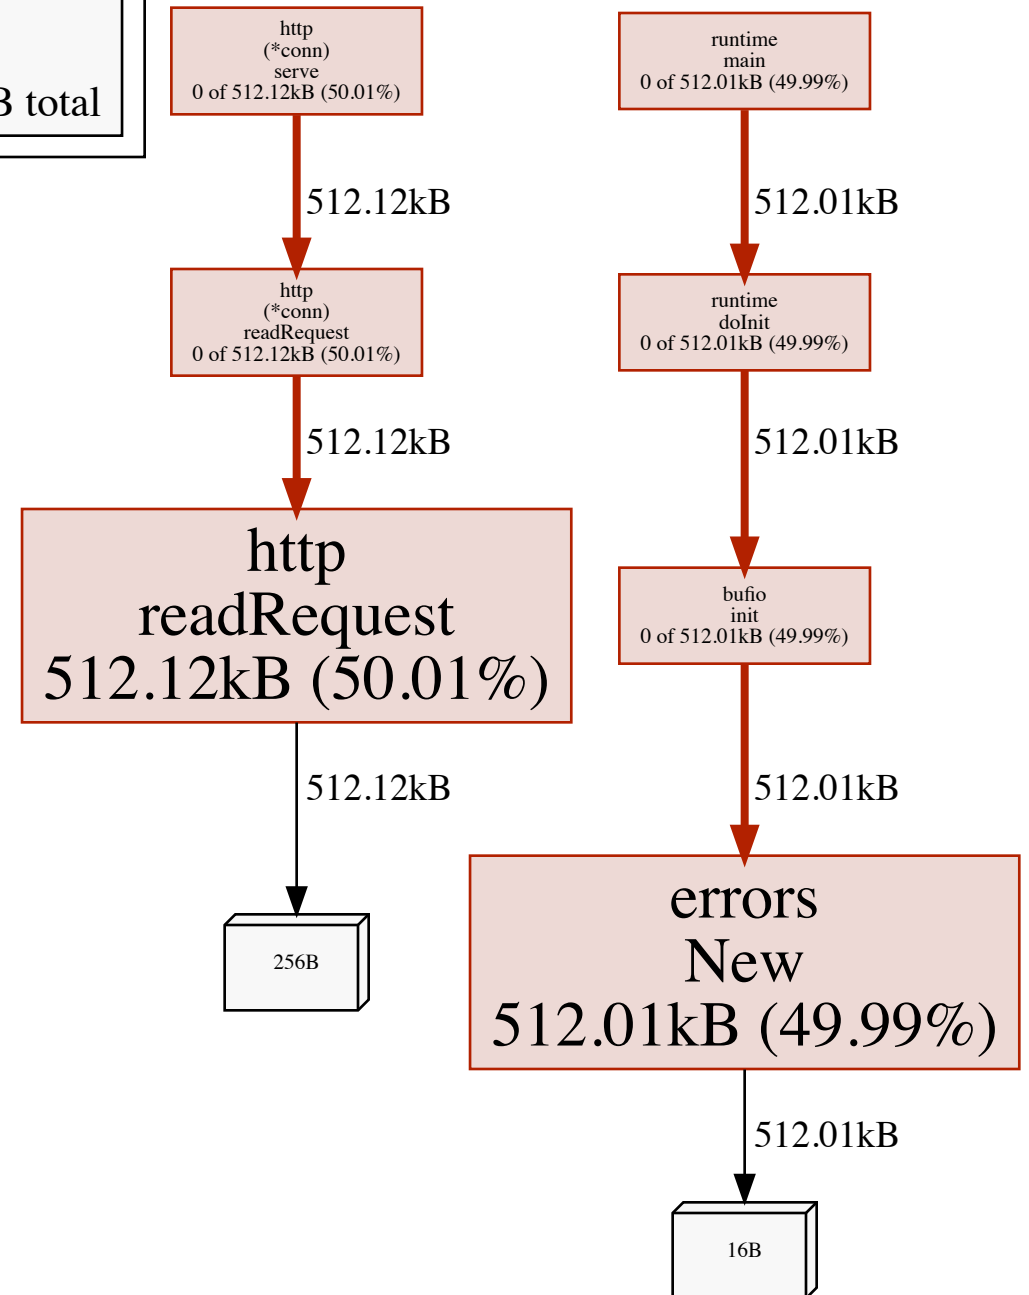 B total
http
(*conn)
serve
0 of 512.12kB (50.01%)
512.12kB
http
(*conn)
readRequest
0 of 512.12kB (50.01%)
512.12kB
http
readRequest
512.12kB (50.01%)
512.12kB
256B
runtime
main
0 of 512.01kB (49.99%)
512.01kB
runtime
doInit
0 of 512.01kB (49.99%)
512.01kB
bufio
init
0 of 512.01kB (49.99%)
512.01kB
errors
New
512.01kB (49.99%)
512.01kB
16B